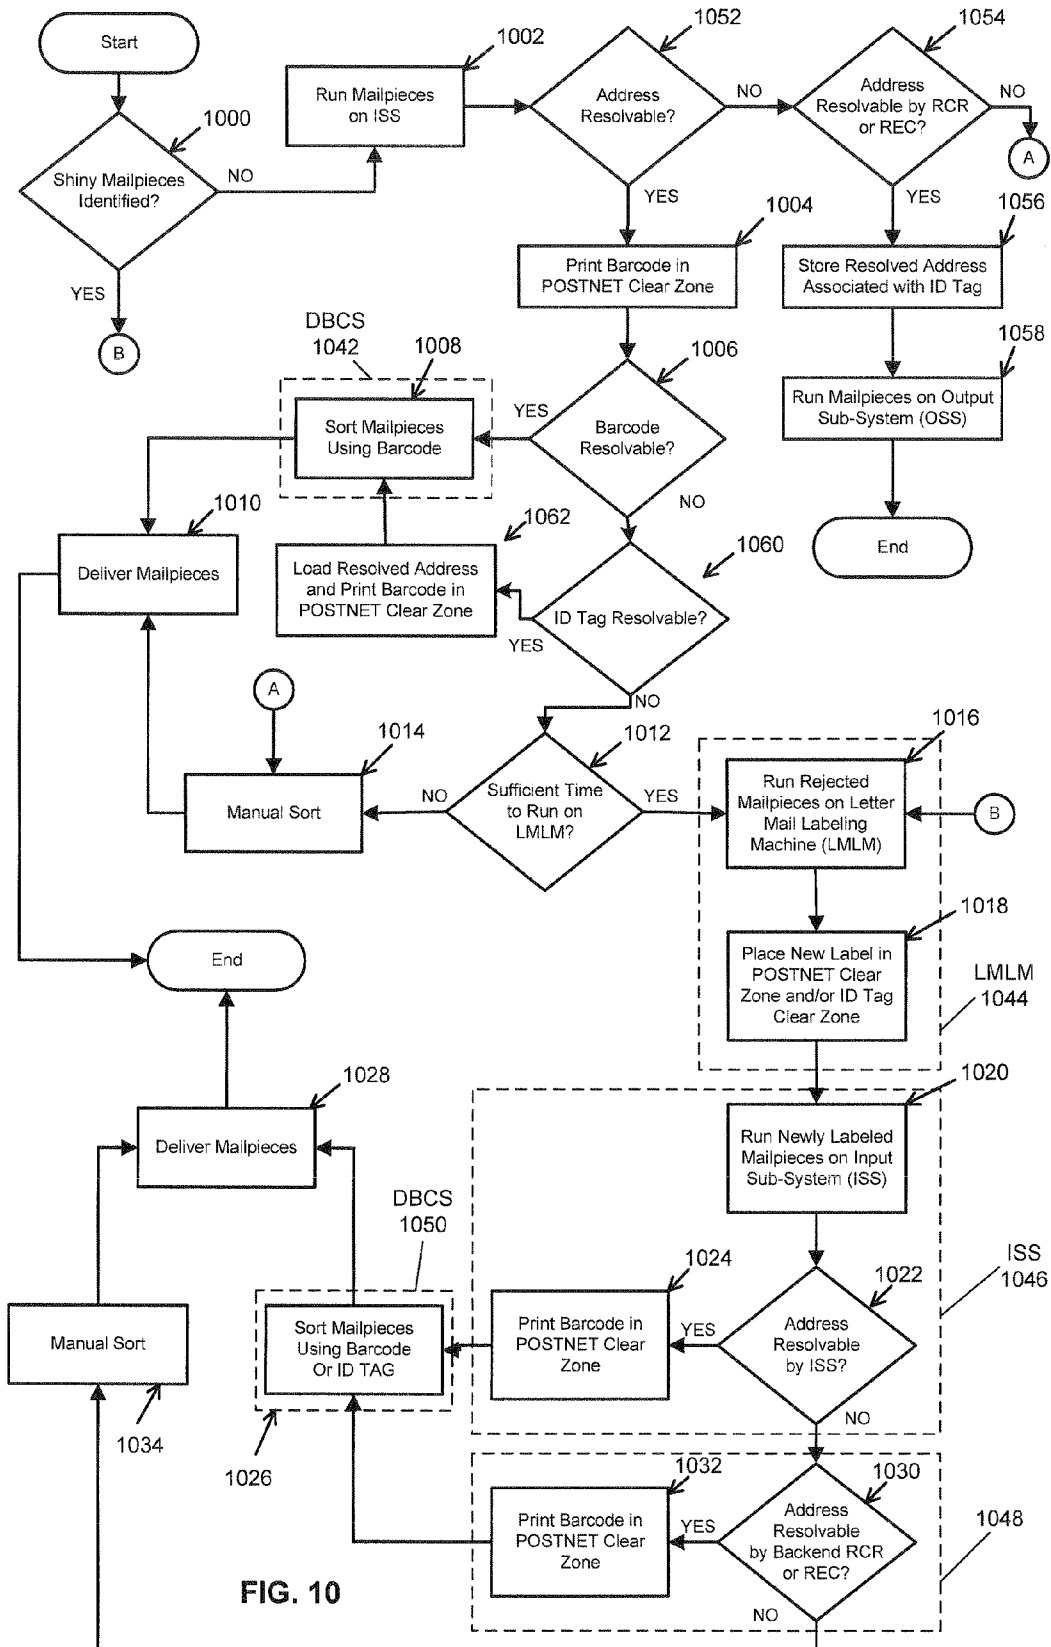 Start
1000
Shiny Mailpieces
Identified?
NO
YES
B
1002
Run Mailpieces
on ISS
1052
Address
Resolvable?
NO
YES
1054
Address
Resolvable by RCR
or REC?
NO
A
YES
1004
Print Barcode in
POSTNET Clear Zone
1056
Store Resolved Address
Associated with ID Tag
1058
Run Mailpieces on Output
Sub-System (OSS)
End
DBCS
1042
1008
Sort Mailpieces
Using Barcode
YES
1006
Barcode
Resolvable?
NO
1010
Deliver Mailpieces
1062
Load Resolved Address
and Print Barcode in
POSTNET Clear Zone
YES
1060
ID Tag Resolvable?
NO
A
1014
Manual Sort
NO
1012
Sufficient Time
to Run on
LMLM?
YES
1016
Run Rejected
Mailpieces on Letter
Mail Labeling
Machine (LMLM)
B
1018
Place New Label in
POSTNET Clear
Zone and/or ID Tag
Clear Zone
LMLM
1044
End
1028
Deliver Mailpieces
1020
Run Newly Labeled
Mailpieces on Input
Sub-System (ISS)
ISS
1046
DBCS
1050
1024
Print Barcode in
POSTNET Clear
Zone
YES
1022
Address
Resolvable
by ISS?
NO
Manual Sort
1034
Sort Mailpieces
Using Barcode
Or ID TAG
1026
1032
Print Barcode in
POSTNET Clear
Zone
YES
1030
Address
Resolvable
by Backend RCR
or REC?
NO
1048
FIG. 10